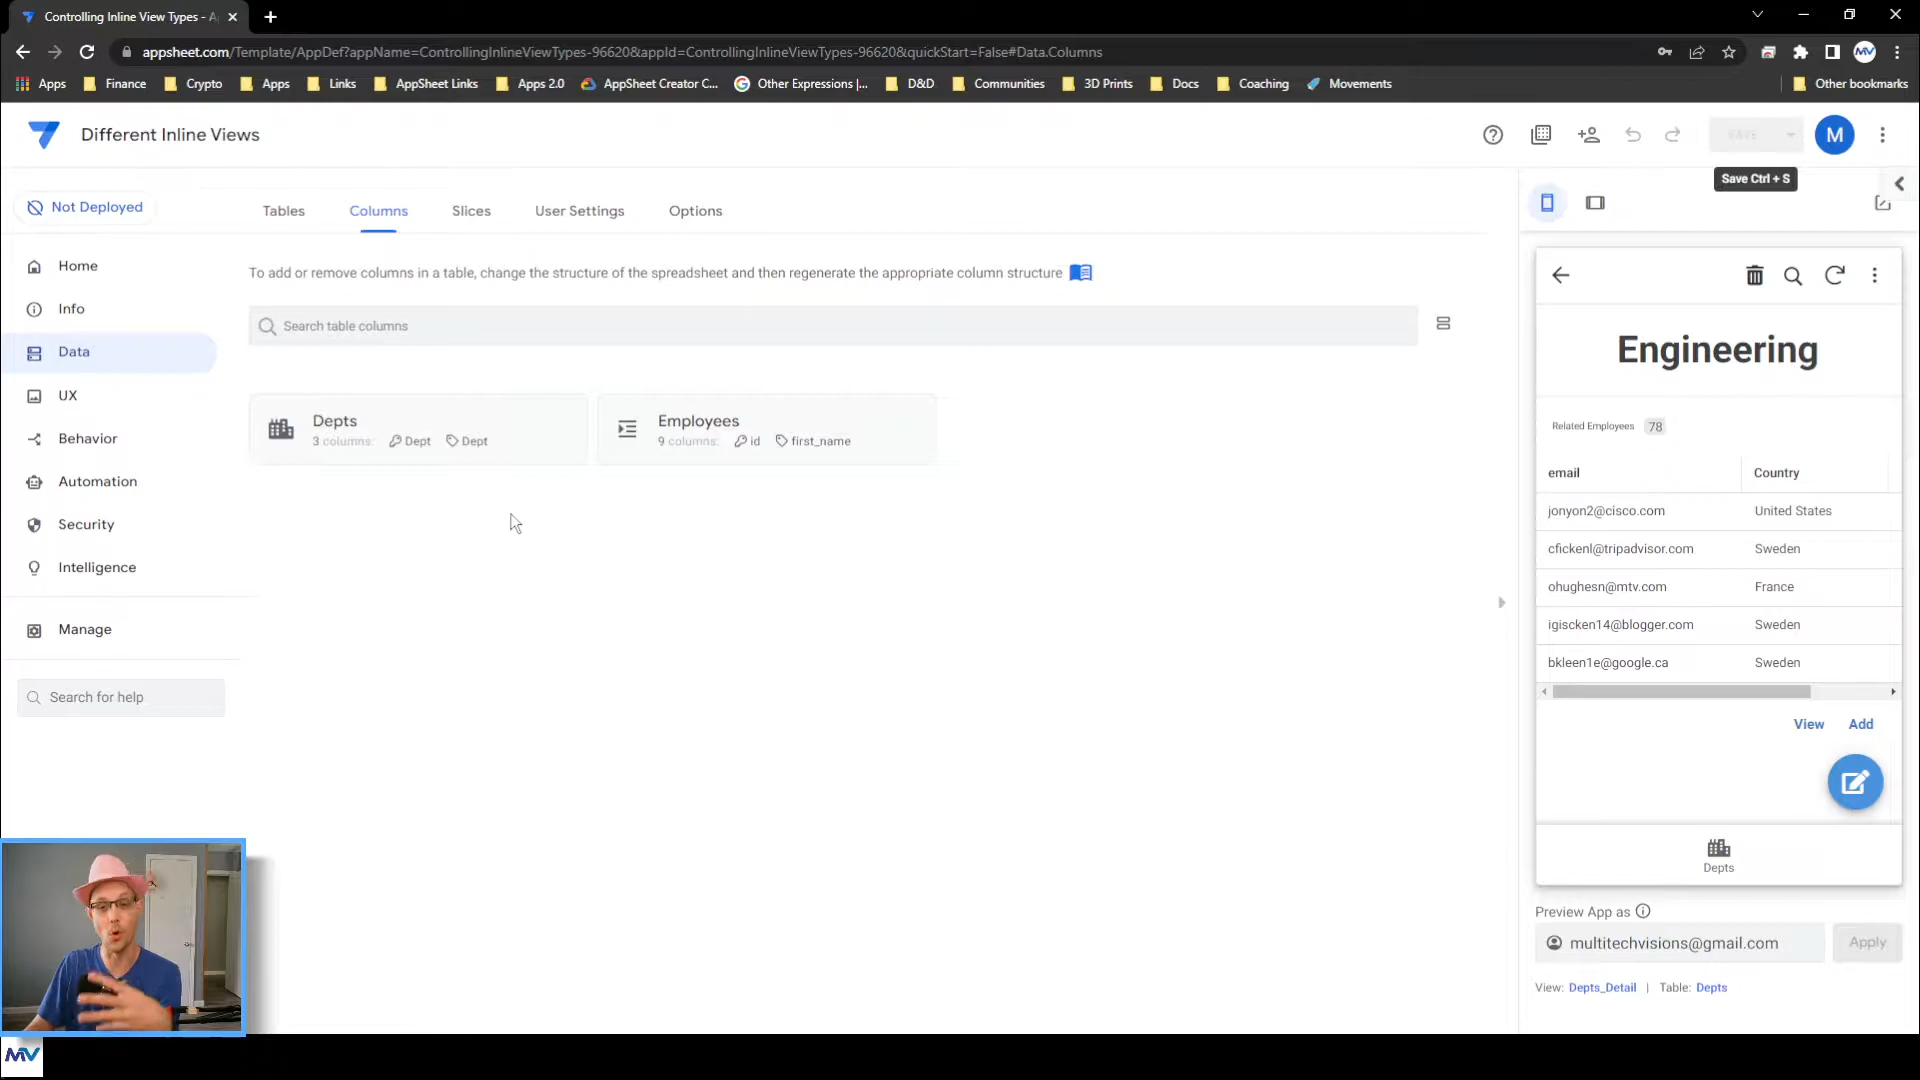 Controlling Inline View Types - A
appsheet.com/Template/AppDef?appName=ControllingInlineViewTypes-96620&appId=ControllingInlineViewTypes-96620&quickStart=False#Data.Columns
MV
Apps Finance Crypto Apps Links AppSheet Links Apps 2.0 AppSheet Creator C... Other Expressions |... D&D Communities 3D Prints Docs Coaching Movements Other bookmarks
Different Inline Views
SAVE
M
Save Ctrl + S
Not Deployed
Tables Columns Slices User Settings Options
Home
Info
Data
UX
Behavior
Automation
Security
Intelligence
Manage
Search for help
To add or remove columns in a table, change the structure of the spreadsheet and then regenerate the appropriate column structure
Search table columns
Depts
3 columns: Dept Dept
Employees
9 columns: id first_name
Engineering
Related Employees 78
email Country
jonyon2@cisco.com United States
cfickenl@tripadvisor.com Sweden
ohughesn@mtv.com France
igiscken14@blogger.com Sweden
bkleen1e@google.ca Sweden
View Add
Depts
Preview App as
multitechvisions@gmail.com Apply
View: Depts_Detail | Table: Depts
MV